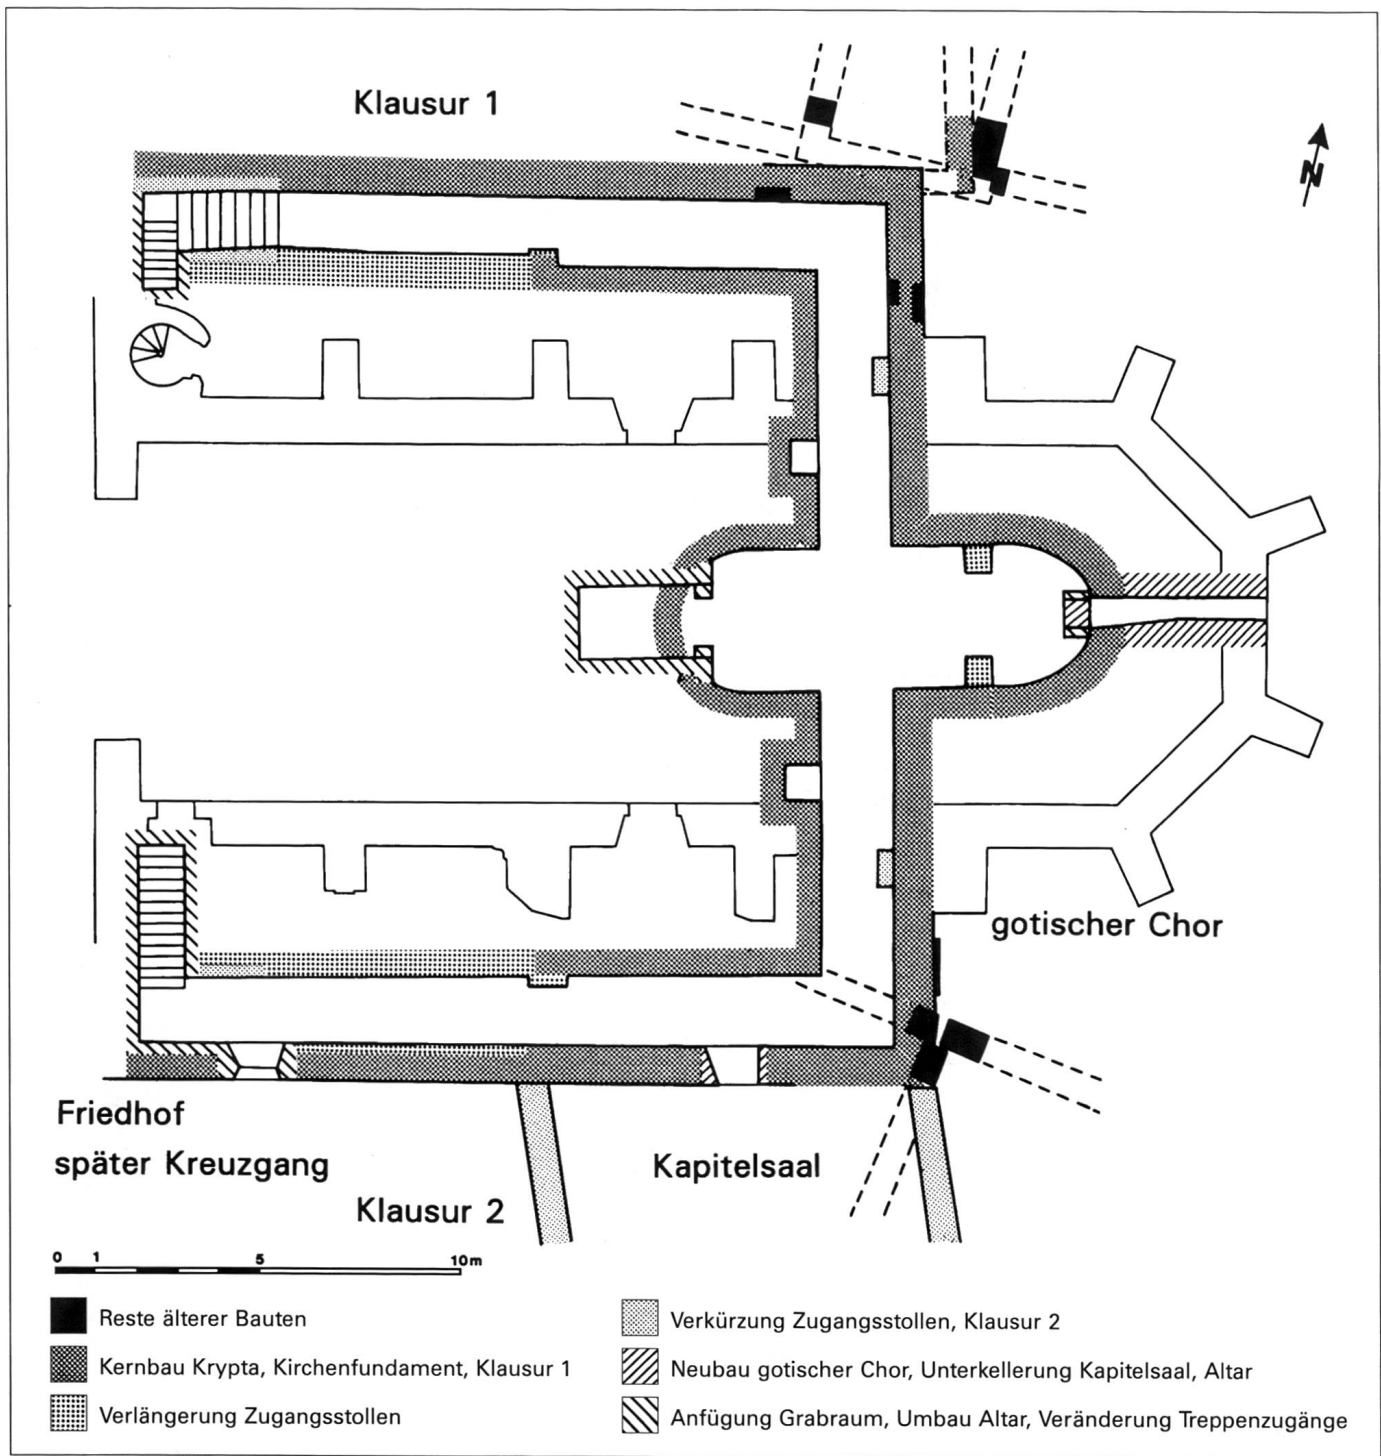 Klausur 1
N
gotischer Chor
Friedhof
später Kreuzgang
Kapitelsaal
Klausur 2
0 1 5 10m
Reste älterer Bauten
Kernbau Krypta, Kirchenfundament, Klausur 1
Verlängerung Zugangsstollen
Verkürzung Zugangsstollen, Klausur 2
Neubau gotischer Chor, Unterkellerung Kapitelsaal, Altar
Anfügung Grabraum, Umbau Altar, Veränderung Treppenzugänge